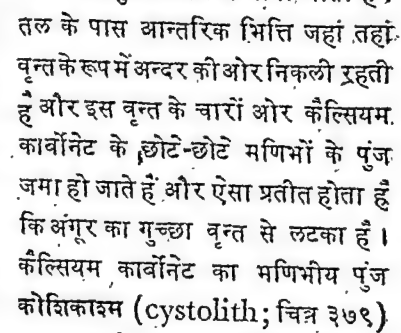 तल के पास आन्तरिक भित्ति जहां तहां
वृन्त के रूप में अन्दर की ओर निकली रहती
हैं और इस वृन्त के चारों ओर कैल्सियम
कार्वोनेट के छोटे-छोटे मणिभों के पुंज
जमा हो जाते हैं और ऐसा प्रतीत होता हैं
कि अंगूर का गुच्छा वृन्त से लटका हैं ।
कैल्सियम कार्वोनेट का मणिभीय पुंज
कोशिकाश्म (cystolith; चित्र ३७९)